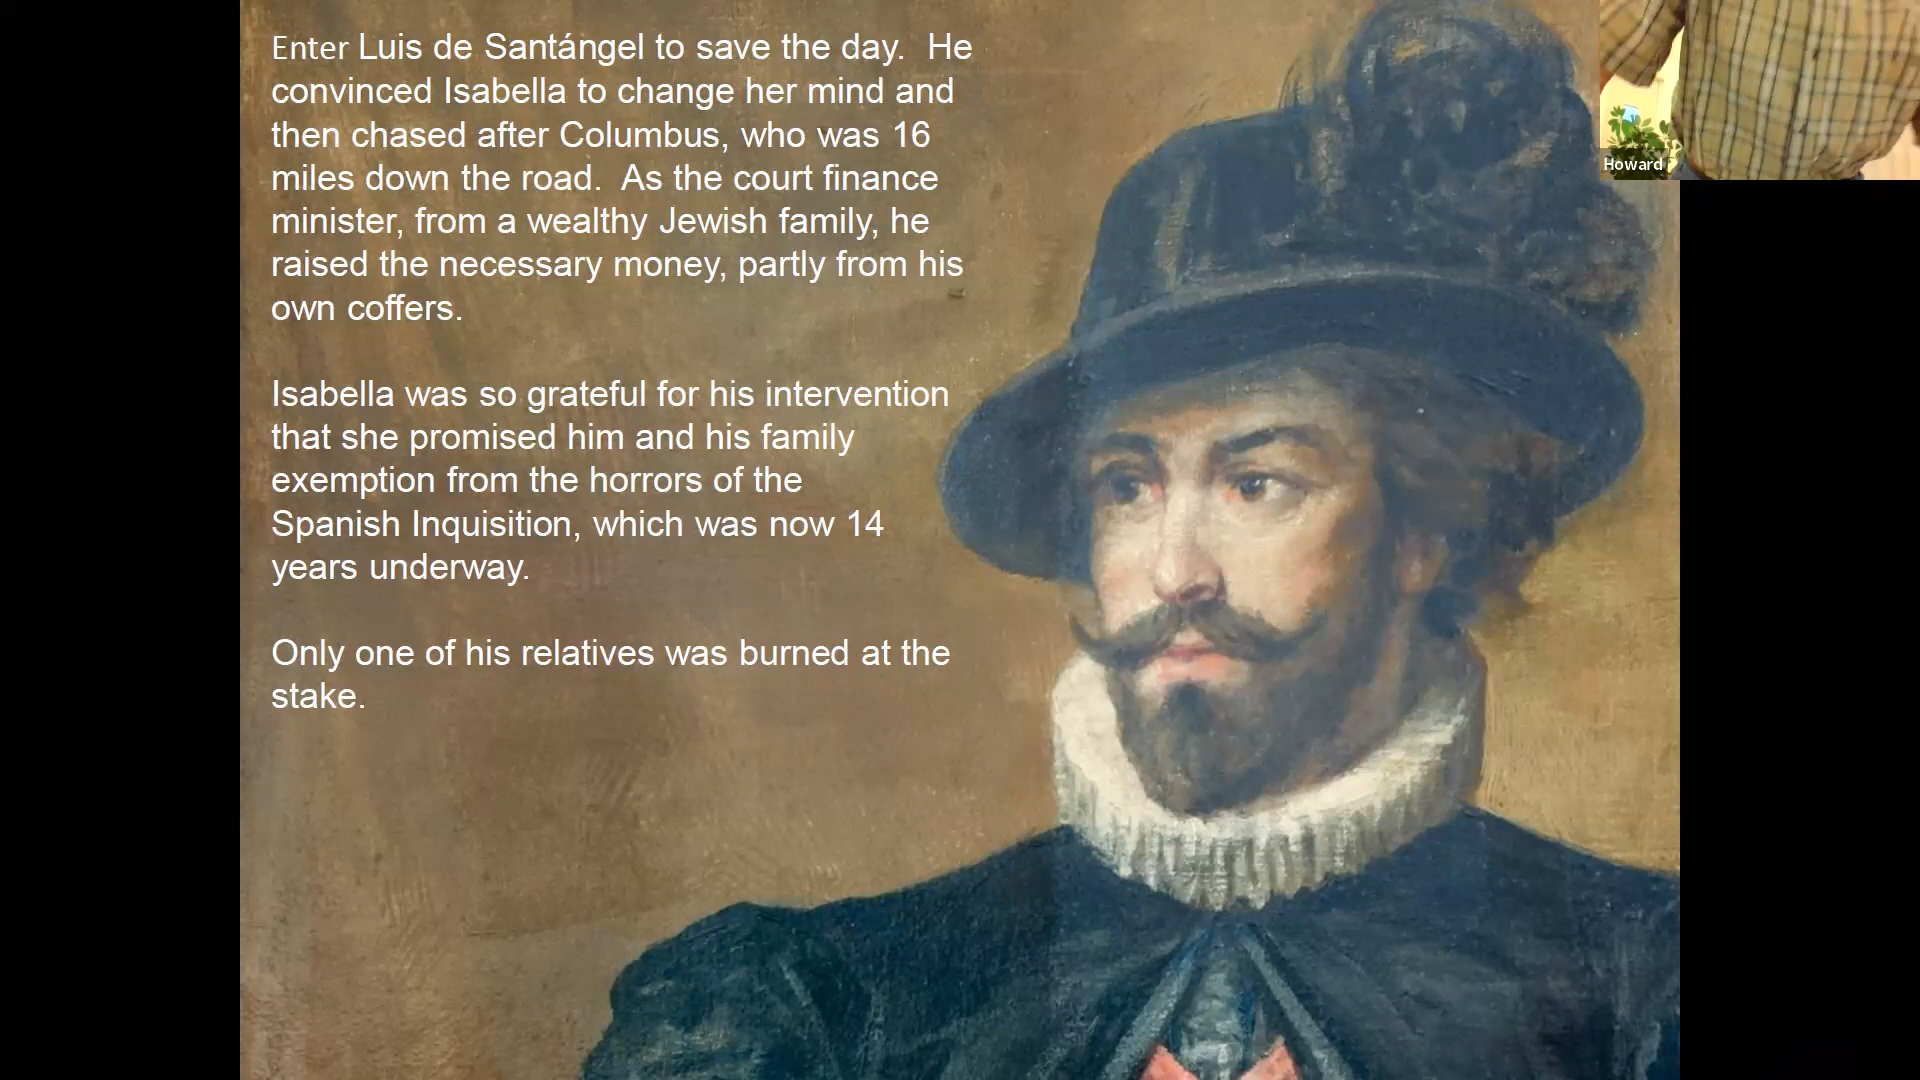 Enter Luis de Santángel to save the day.  He
convinced Isabella to change her mind and
then chased after Columbus, who was 16
miles down the road.  As the court finance
minister, from a wealthy Jewish family, he
raised the necessary money, partly from his
own coffers.
Isabella was so grateful for his intervention
that she promised him and his family
exemption from the horrors of the
Spanish Inquisition, which was now 14
years underway.
Only one of his relatives was burned at the
stake.
Howard